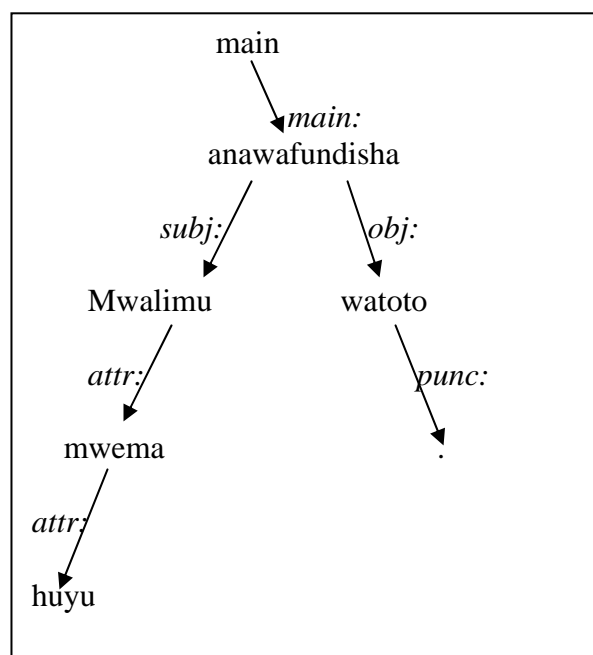 main
main:
anawafundisha
subj: obj:
Mwalimu watoto
attr: punc:
mwema .
attr:
huyu